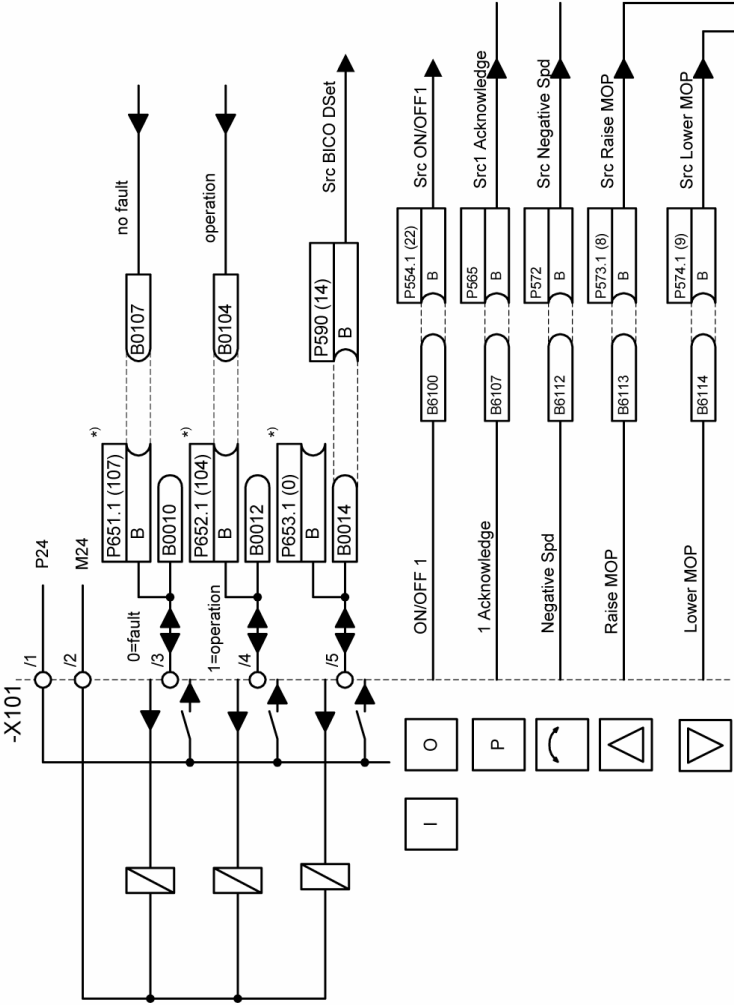 -X101
/1
P24
/2
M24
0=fault
/3
P651.1 (107)
*)
B
B0010
B0107
no fault
1=operation
/4
P652.1 (104)
*)
B
B0012
B0104
operation
/5
P653.1 (0)
*)
B
B0014
P590 (14)
B
Src BICO DSet
I
O
ON/OFF 1
B6100
P554.1 (22)
B
Src ON/OFF1
P
1 Acknowledge
B6107
P565
B
Src1 Acknowledge
Negative Spd
B6112
P572
B
Src Negative Spd
Raise MOP
B6113
P573.1 (8)
B
Src Raise MOP
Lower MOP
B6114
P574.1 (9)
B
Src Lower MOP